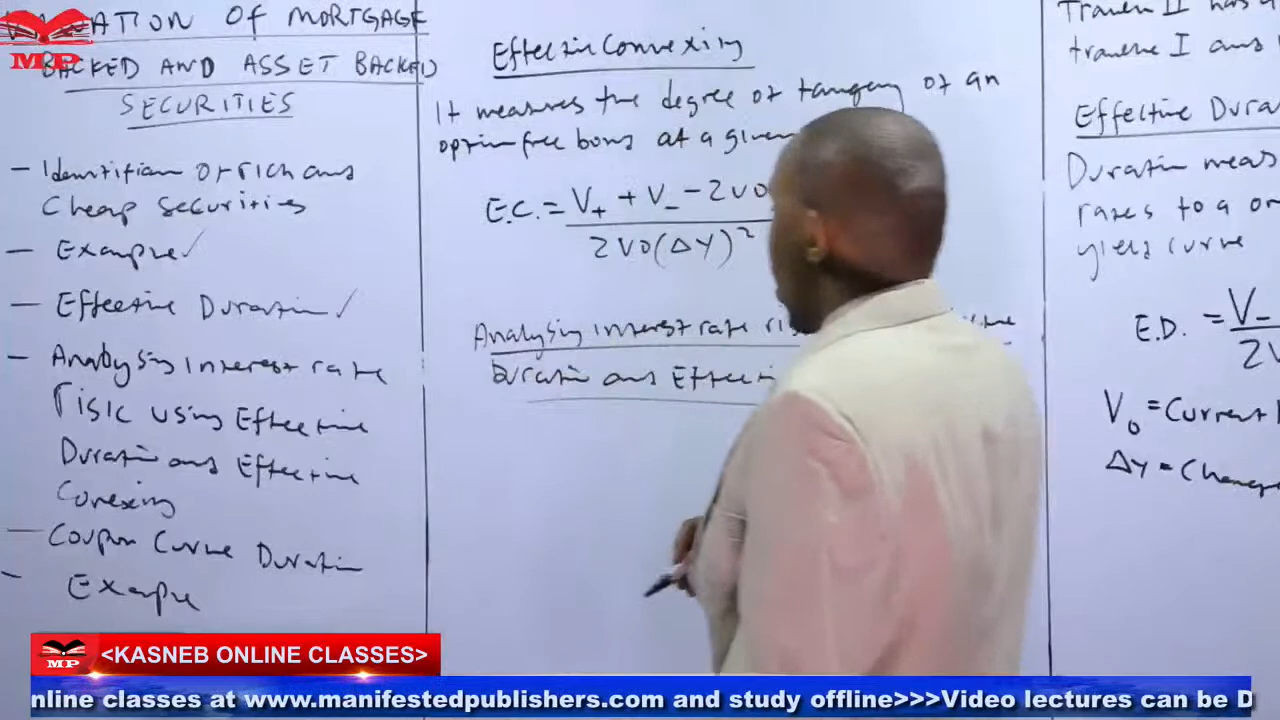 VALUATION OF MORTGAGE
BACKED AND ASSET BACKED
SECURITIES
- Identification of rich and
Cheap securities
- Example ✓
- Effective Duration ✓
- Analysing interest rate
risk using Effective
Duration and Effective
Convexity
- Coupon Curve Duration
- Example
Effective Convexity
It measures the degree of tangency of an
option free bond at a given
E.C. = V+ + V- - 2V0
2V0(ΔY)²
Analysing interest rate
Duration and
Tranche II has a
tranche I and
Effective Dura
Duration meas
rates to a
yield curve
E.D. = V-
2V
V0 = Current
ΔY = Change
MP
MP
<KASNEB ONLINE CLASSES>
nline classes at www.manifestedpublishers.com and study offline>>>Video lectures can be D